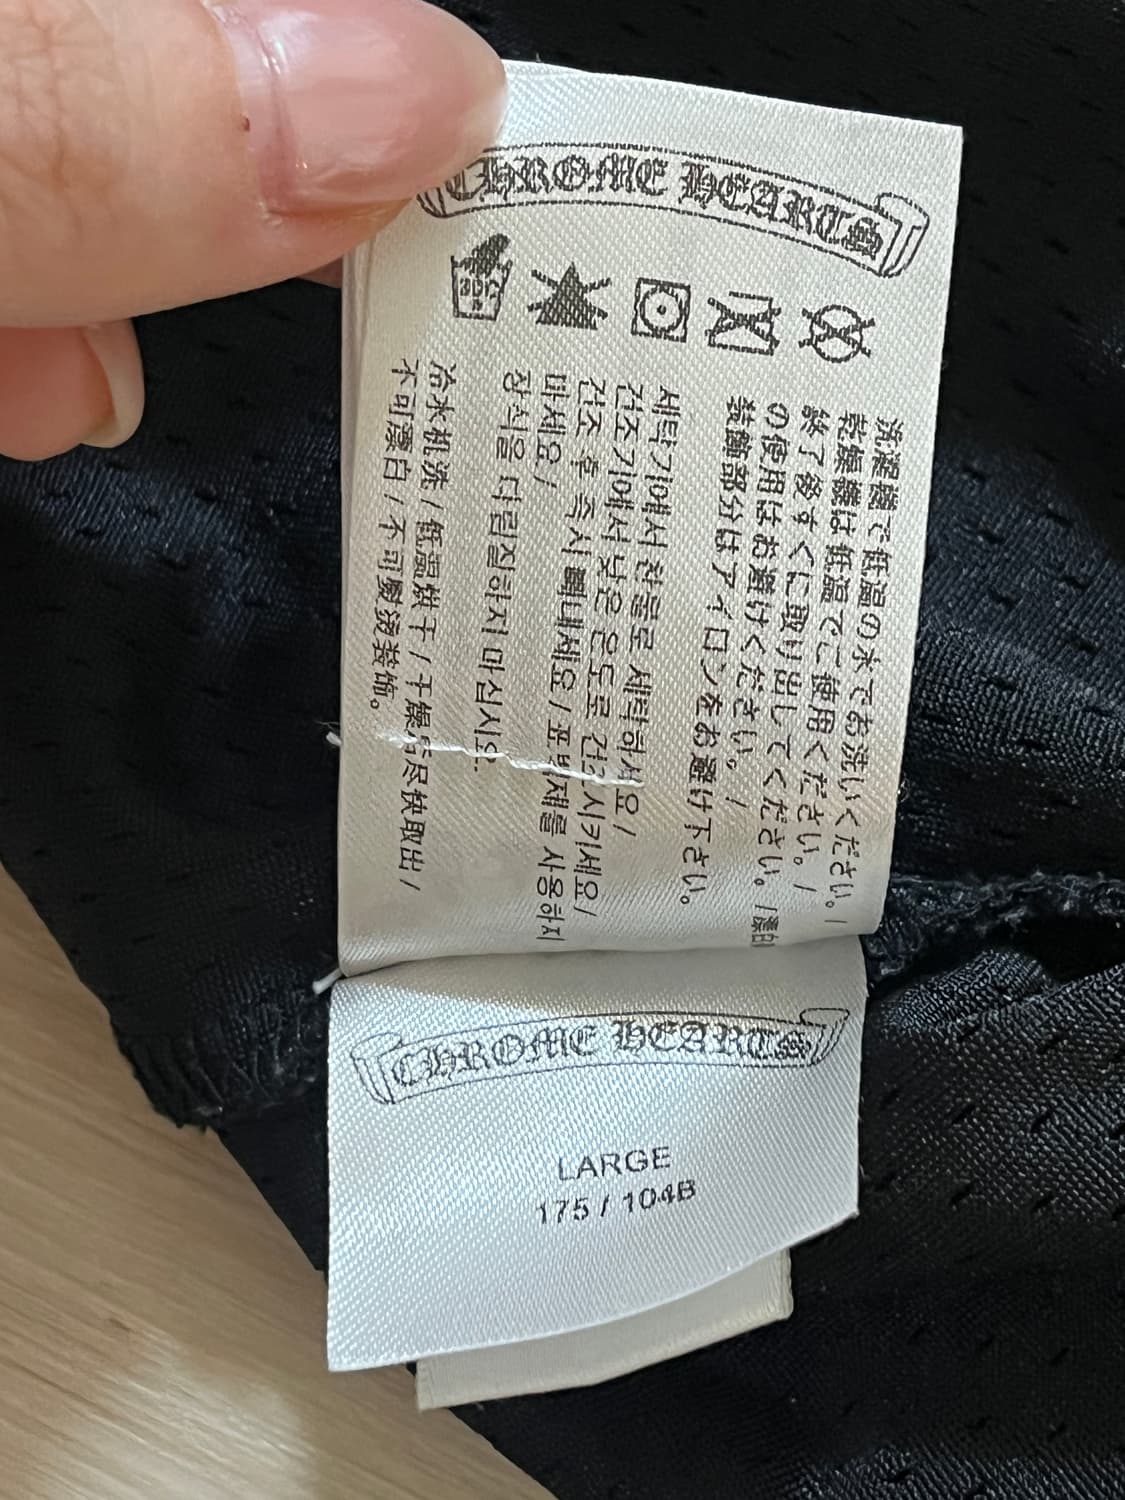 CHROME HEARTS
洗濯機で低温の水でお洗いください。/
乾燥機は低温でご使用ください。/
終了後すぐに取り出してください。/漂白
の使用はお避けください。/
装飾部分はアイロンをお避け下さい。
세탁기에서 찬물로 세탁하세요/
건조기에서 낮은 온도로 건조시키세요/
건조 후 즉시 빼내세요/표백제를 사용하지
마세요/
장식을 다림질하지 마십시오.
冷水机洗/低温烘干/干燥后尽快取出/
不可漂白/不可熨烫装饰。
CHROME HEARTS
LARGE
175 / 104B